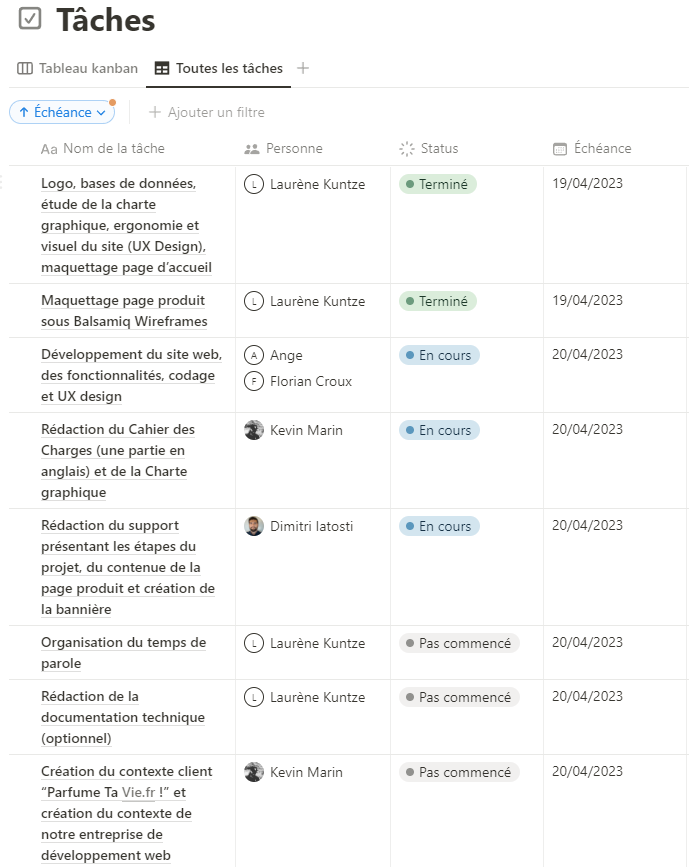 Tâches
Tableau kanban Toutes les tâches
Échéance Ajouter un filtre
Aa Nom de la tâche Personne Status Échéance
Logo, bases de données, L Laurène Kuntze Terminé 19/04/2023
étude de la charte
graphique, ergonomie et
visuel du site (UX Design),
maquettage page d’accueil
Maquettage page produit L Laurène Kuntze Terminé 19/04/2023
sous Balsamiq Wireframes
Développement du site web, A Ange En cours 20/04/2023
des fonctionnalités, codage F Florian Croux
et UX design
Rédaction du Cahier des Kevin Marin En cours 20/04/2023
Charges (une partie en
anglais) et de la Charte
graphique
Rédaction du support Dimitri Iatosti En cours 20/04/2023
présentant les étapes du
projet, du contenue de la
page produit et création de
la bannière
Organisation du temps de L Laurène Kuntze Pas commencé 20/04/2023
parole
Rédaction de la L Laurène Kuntze Pas commencé 20/04/2023
documentation technique
(optionnel)
Création du contexte client Kevin Marin Pas commencé 20/04/2023
“Parfume Ta Vie.fr !” et
création du contexte de
notre entreprise de
développement web